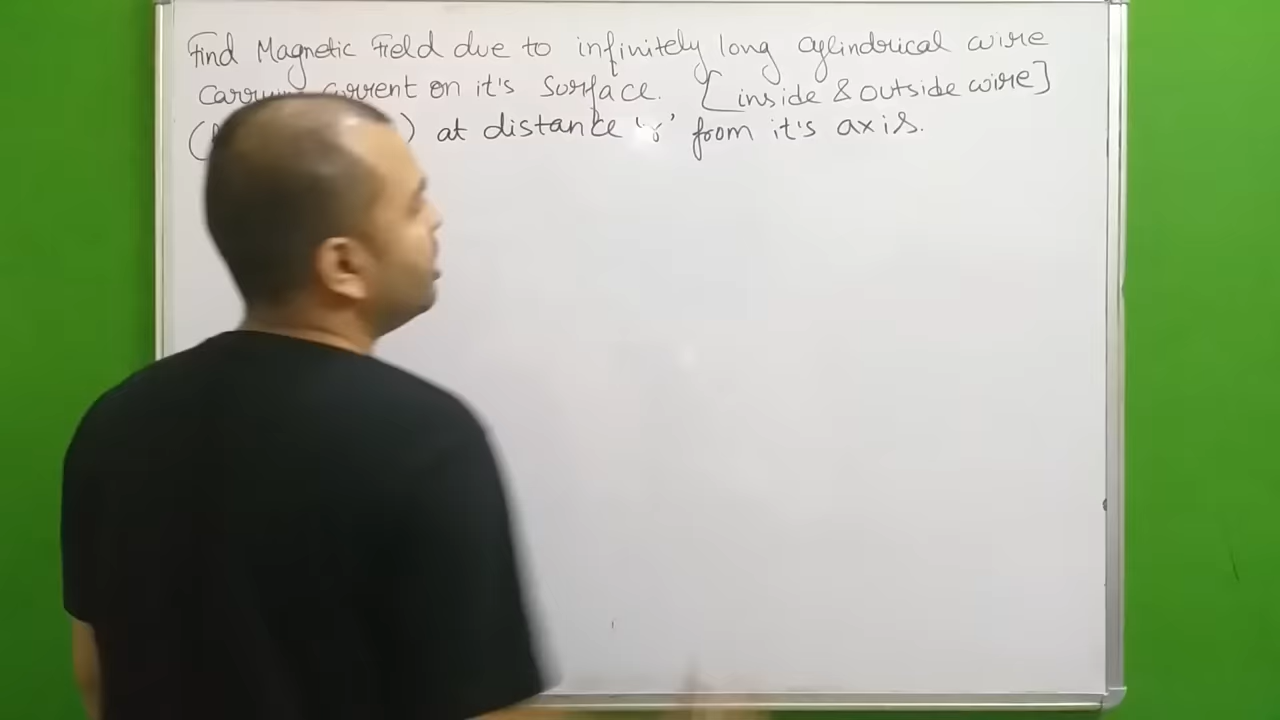 Find Magnetic Field due to infinitely long cylindrical wire
carrying current on it's Surface. [inside & outside wire]
( ) at distance 'r' from it's axis.